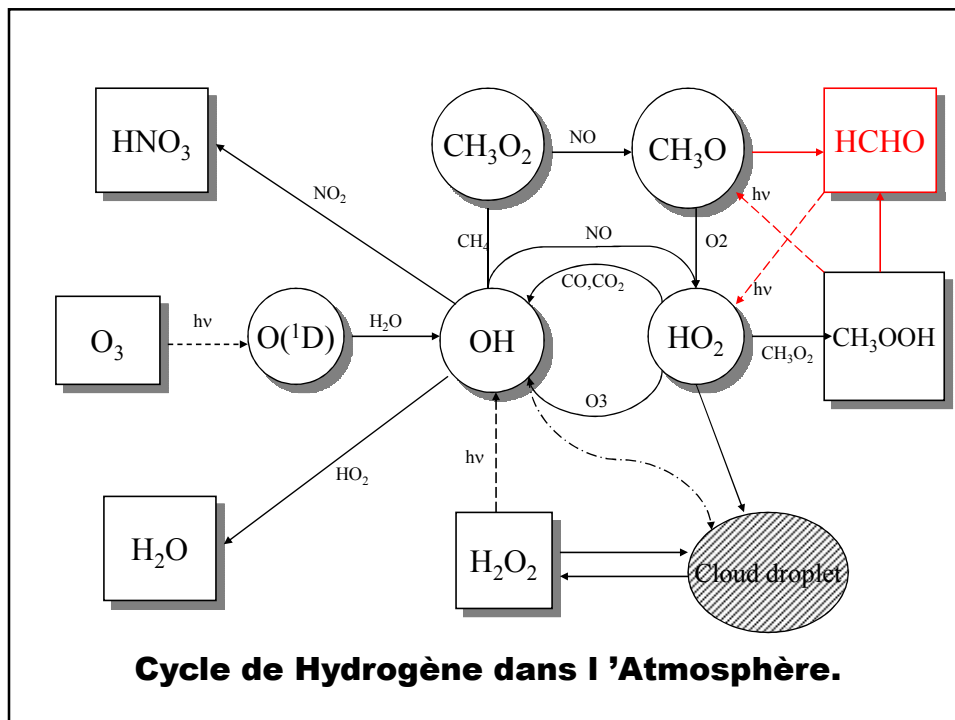 HNO₃
CH₃O₂
NO
CH₃O
HCHO
NO₂
hν
CH₄
NO
O2
CO,CO₂
hν
O₃
hν
O(¹D)
H₂O
OH
HO₂
CH₃O₂
CH₃OOH
O3
HO₂
hν
H₂O
H₂O₂
Cloud droplet
Cycle de Hydrogène dans l ’Atmosphère.